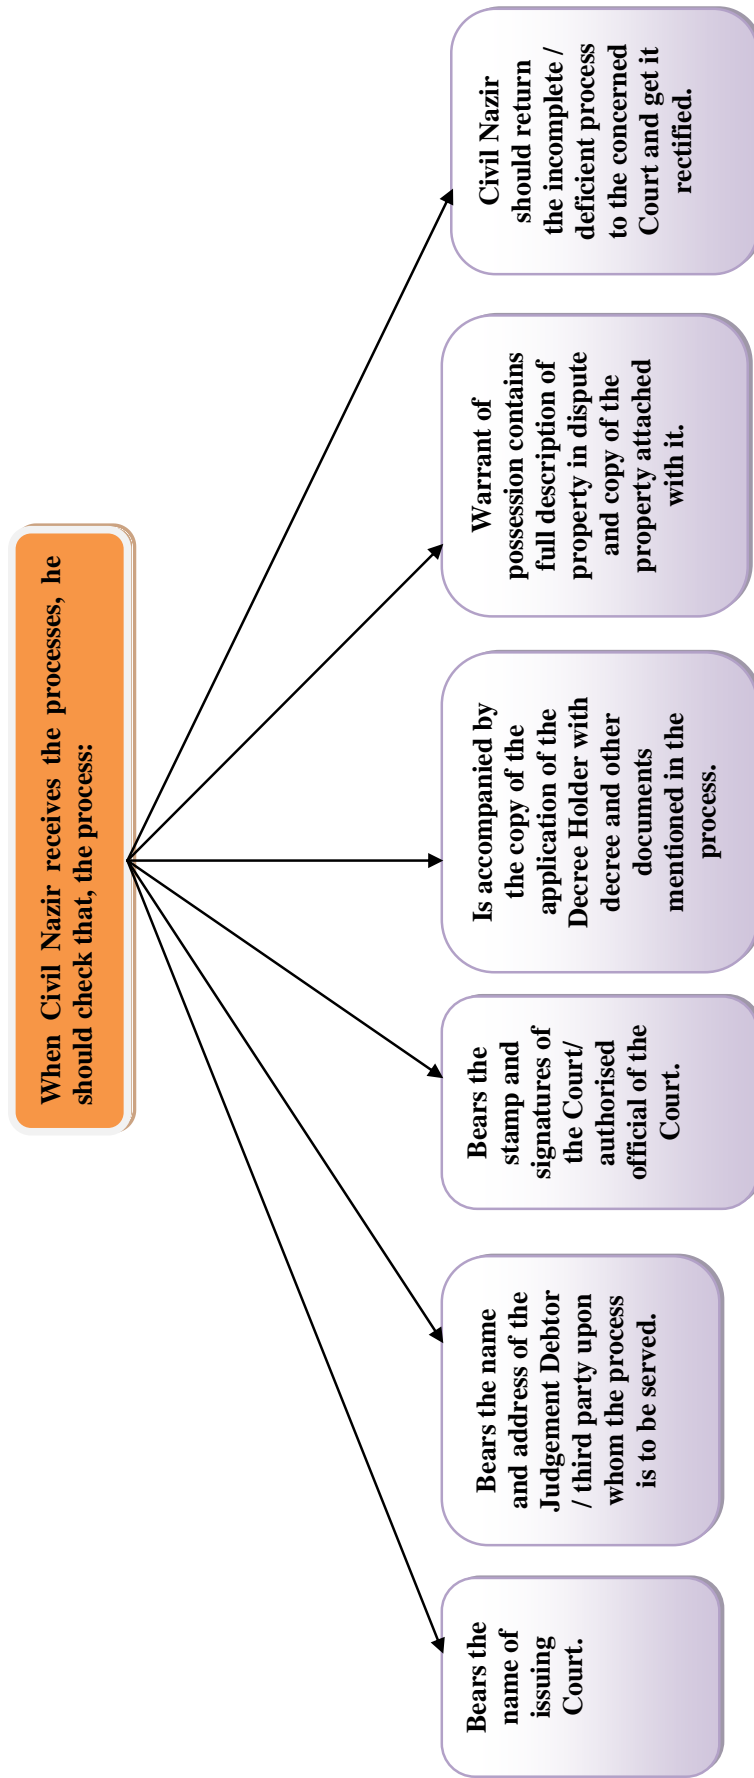 When Civil Nazir receives the processes, he
should check that, the process:
Bears the
name of
issuing
Court.
Bears the name
and address of the
Judgement Debtor
/ third party upon
whom the process
is to be served.
Bears the
stamp and
signatures of
the Court/
authorised
official of the
Court.
Is accompanied by
the copy of the
application of the
Decree Holder with
decree and other
documents
mentioned in the
process.
Warrant of
possession contains
full description of
property in dispute
and copy of the
property attached
with it.
Civil Nazir
should return
the incomplete /
deficient process
to the concerned
Court and get it
rectified.